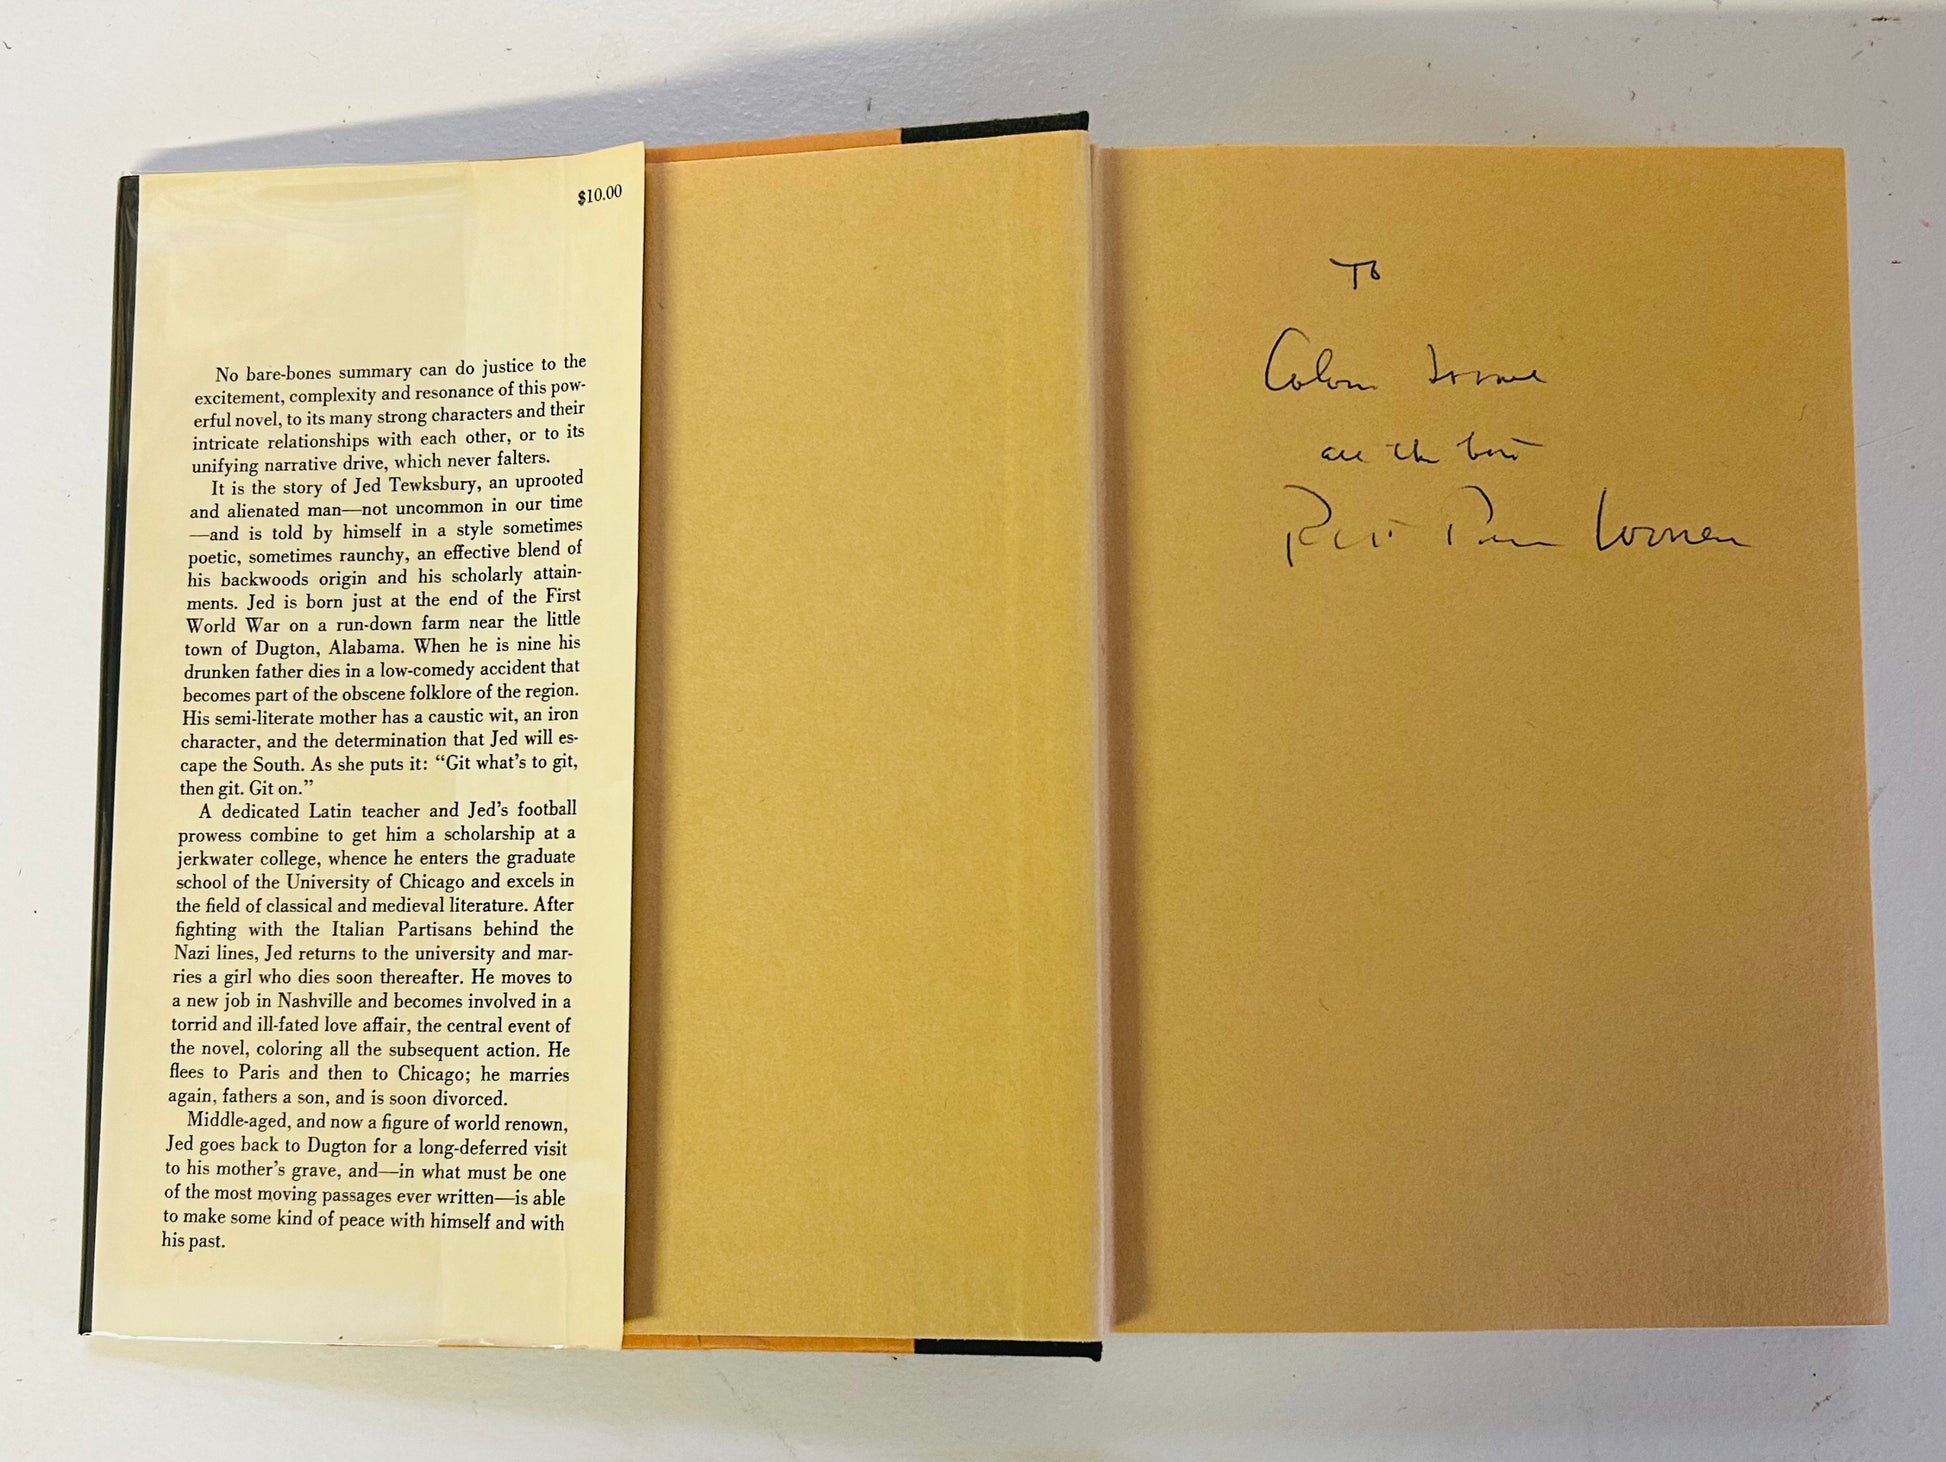 $10.00
No bare-bones summary can do justice to the
excitement, complexity and resonance of this pow-
erful novel, to its many strong characters and their
intricate relationships with each other, or to its
unifying narrative drive, which never falters.
It is the story of Jed Tewksbury, an uprooted
and alienated man—not uncommon in our time
—and is told by himself in a style sometimes
poetic, sometimes raunchy, an effective blend of
his backwoods origin and his scholarly attain-
ments. Jed is born just at the end of the First
World War on a run-down farm near the little
town of Dugton, Alabama. When he is nine his
drunken father dies in a low-comedy accident that
becomes part of the obscene folklore of the region.
His semi-literate mother has a caustic wit, an iron
character, and the determination that Jed will es-
cape the South. As she puts it: “Git what’s to git,
then git. Git on.”
A dedicated Latin teacher and Jed’s football
prowess combine to get him a scholarship at a
jerkwater college, whence he enters the graduate
school of the University of Chicago and excels in
the field of classical and medieval literature. After
fighting with the Italian Partisans behind the
Nazi lines, Jed returns to the university and mar-
ries a girl who dies soon thereafter. He moves to
a new job in Nashville and becomes involved in a
torrid and ill-fated love affair, the central event of
the novel, coloring all the subsequent action. He
flees to Paris and then to Chicago; he marries
again, fathers a son, and is soon divorced.
Middle-aged, and now a figure of world renown,
Jed goes back to Dugton for a long-deferred visit
to his mother’s grave, and—in what must be one
of the most moving passages ever written—is able
to make some kind of peace with himself and with
his past.
To
all the best
Robt Penn Warren